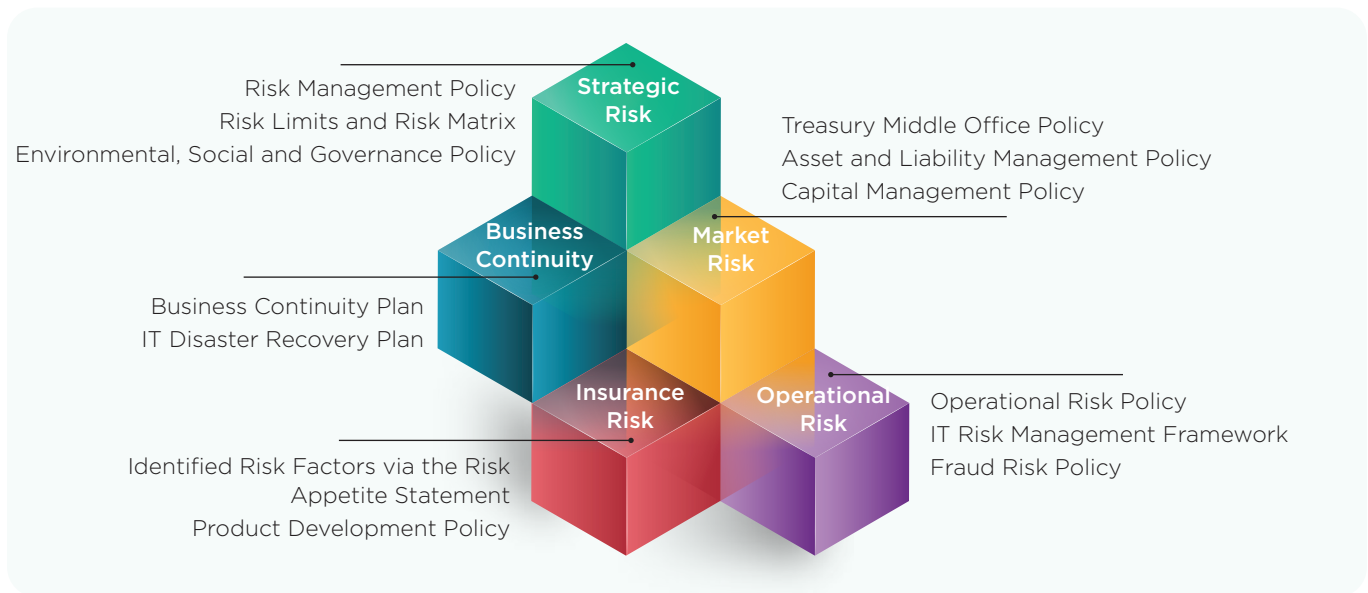 Strategic
Risk
Risk Management Policy
Risk Limits and Risk Matrix
Environmental, Social and Governance Policy
Treasury Middle Office Policy
Asset and Liability Management Policy
Capital Management Policy
Market
Risk
Business
Continuity
Business Continuity Plan
IT Disaster Recovery Plan
Insurance
Risk
Identified Risk Factors via the Risk
Appetite Statement
Product Development Policy
Operational
Risk
Operational Risk Policy
IT Risk Management Framework
Fraud Risk Policy